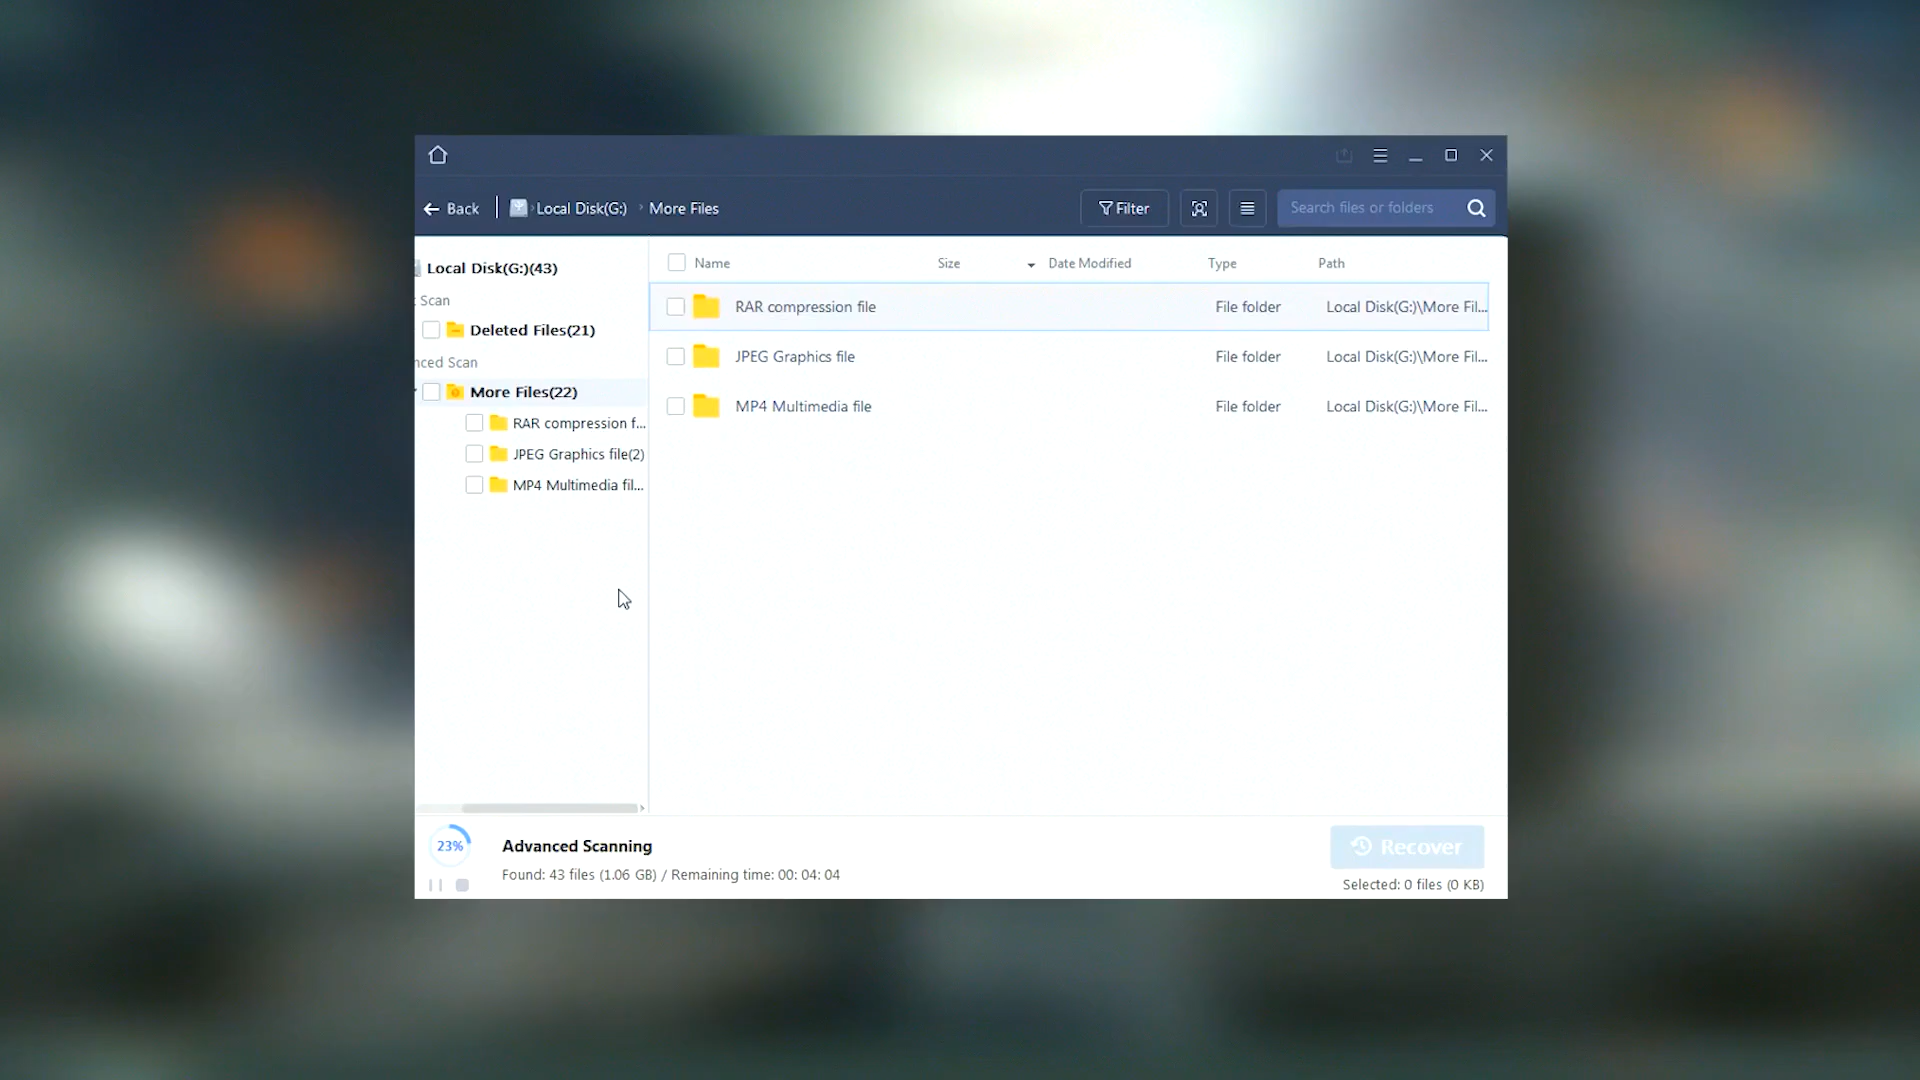 Back
Local Disk(G:)
More Files
Filter
Search files or folders
Local Disk(G:)(43)
Scan
Deleted Files(21)
nced Scan
More Files(22)
RAR compression f...
JPEG Graphics file(2)
MP4 Multimedia fil...
Name Size Date Modified Type Path
RAR compression file File folder Local Disk(G:)\More Fil...
JPEG Graphics file File folder Local Disk(G:)\More Fil...
MP4 Multimedia file File folder Local Disk(G:)\More Fil...
23%
Advanced Scanning
Found: 43 files (1.06 GB) / Remaining time: 00: 04: 04
Recover
Selected: 0 files (0 KB)